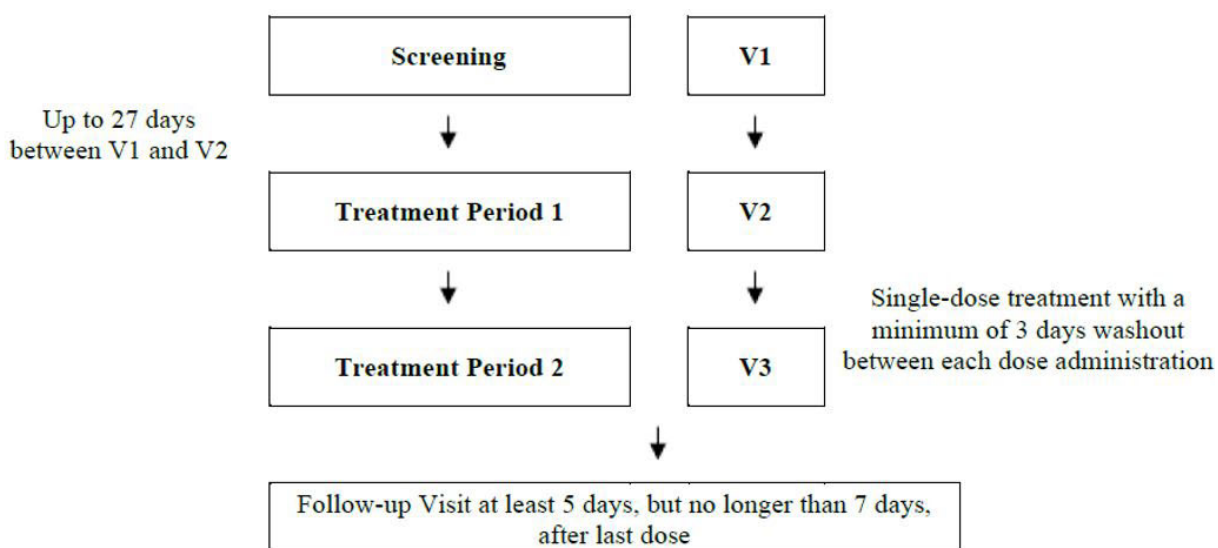 Screening
V1
Up to 27 days
between V1 and V2
Treatment Period 1
V2
Single-dose treatment with a
minimum of 3 days washout
between each dose administration
Treatment Period 2
V3
Follow-up Visit at least 5 days, but no longer than 7 days,
after last dose